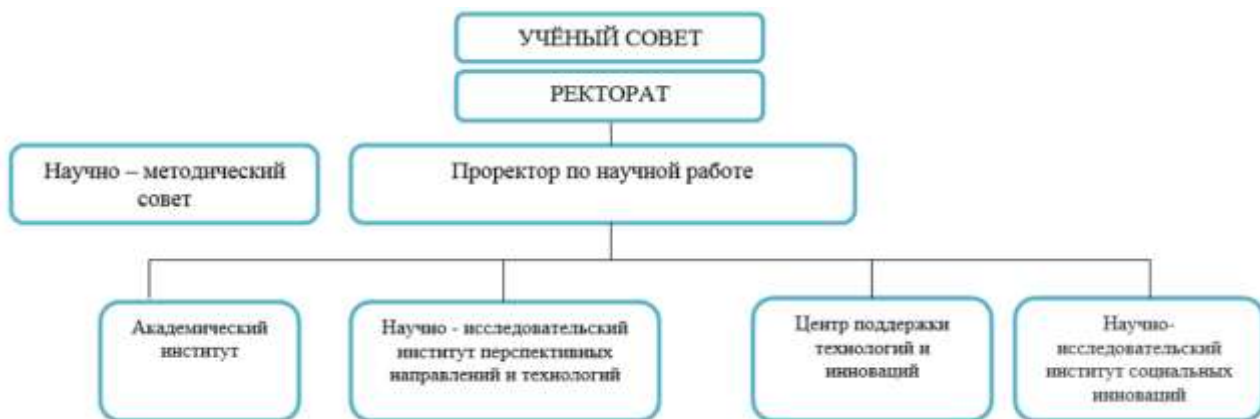 УЧЁНЫЙ СОВЕТ
РЕКТОРАТ
Научно – методический
совет
Проректор по научной работе
Академический
институт
Научно - исследовательский
институт перспективных
направлений и технологий
Центр поддержки
технологий и
инноваций
Научно-
исследовательский
институт социальных
инноваций